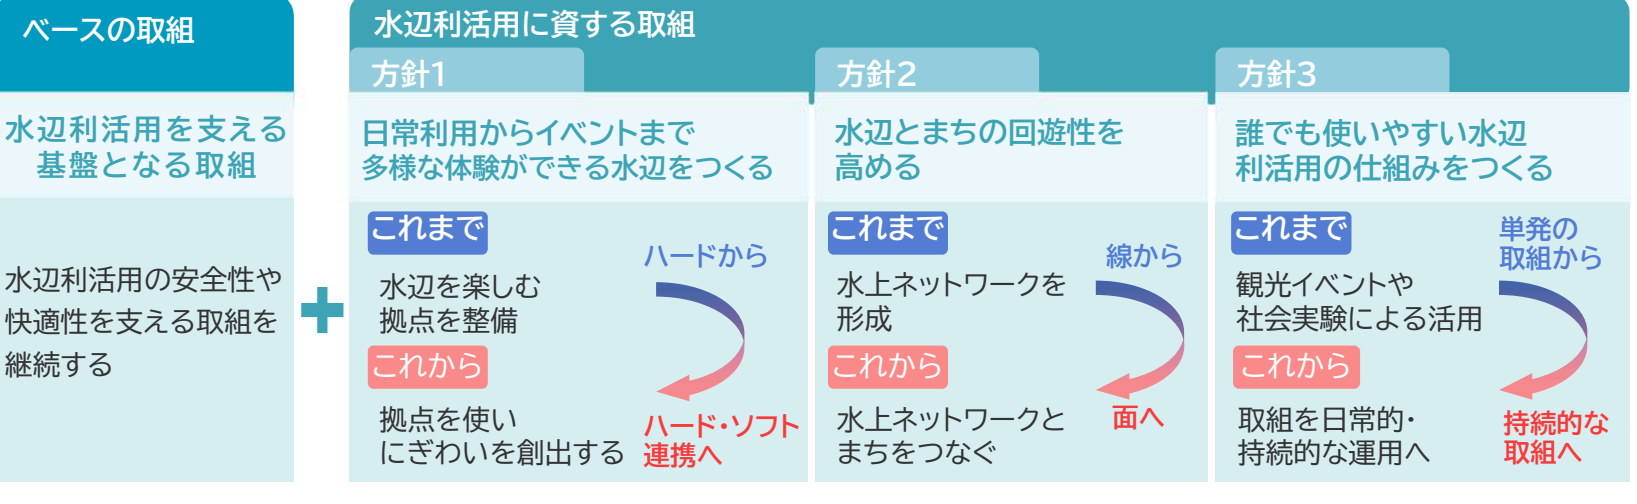 ベースの取組
水辺利活用を支える
基盤となる取組
水辺利活用の安全性や
快適性を支える取組を
継続する
水辺利活用に資する取組
方針1
日常利用からイベントまで
多様な体験ができる水辺をつくる
これまで
水辺を楽しむ
拠点を整備
ハードから
これから
拠点を使い
にぎわいを創出する
ハード・ソフト
連携へ
方針2
水辺とまちの回遊性を
高める
これまで
水上ネットワークを
形成
線から
これから
水上ネットワークと
まちをつなぐ
面へ
方針3
誰でも使いやすい水辺
利活用の仕組みをつくる
これまで
観光イベントや
社会実験による活用
単発の
取組から
これから
取組を日常的・
持続的な運用へ
持続的な
取組へ